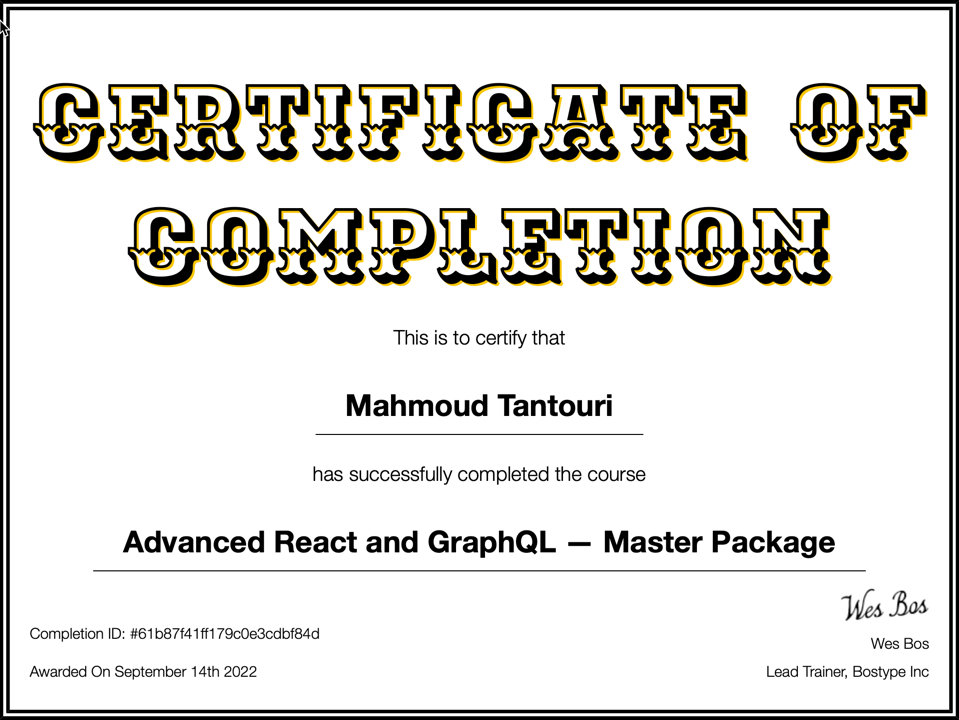 CERTIFICATE OF
COMPLETION
This is to certify that
Mahmoud Tantouri
has successfully completed the course
Advanced React and GraphQL — Master Package
Wes Bos
Completion ID: #61b87f41ff179c0e3cdbf84d
Wes Bos
Awarded On September 14th 2022
Lead Trainer, Bostype Inc